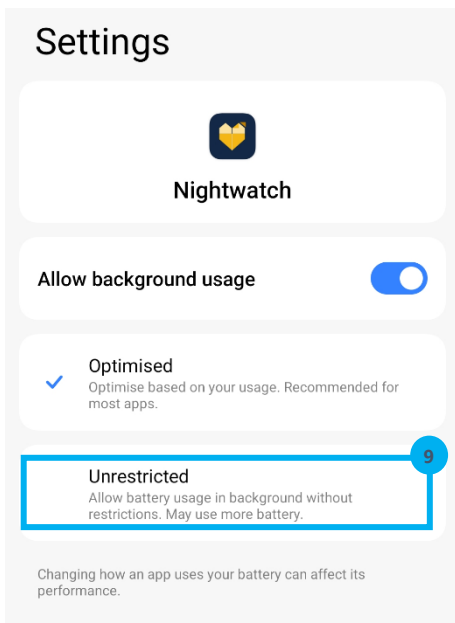 Settings
Nightwatch
Allow background usage
Optimised
Optimise based on your usage. Recommended for
most apps.
9
Unrestricted
Allow battery usage in background without
restrictions. May use more battery.
Changing how an app uses your battery can affect its
performance.